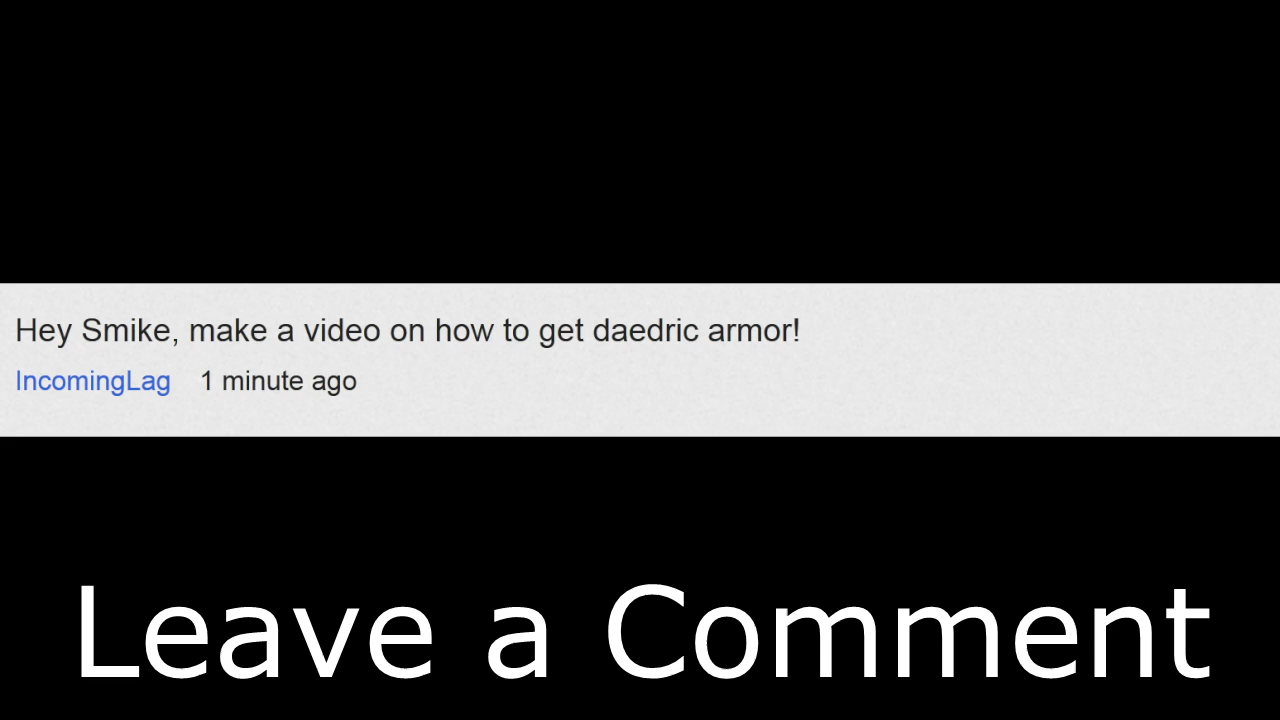 Hey Smike, make a video on how to get daedric armor!
IncomingLag 1 minute ago
Leave a Comment